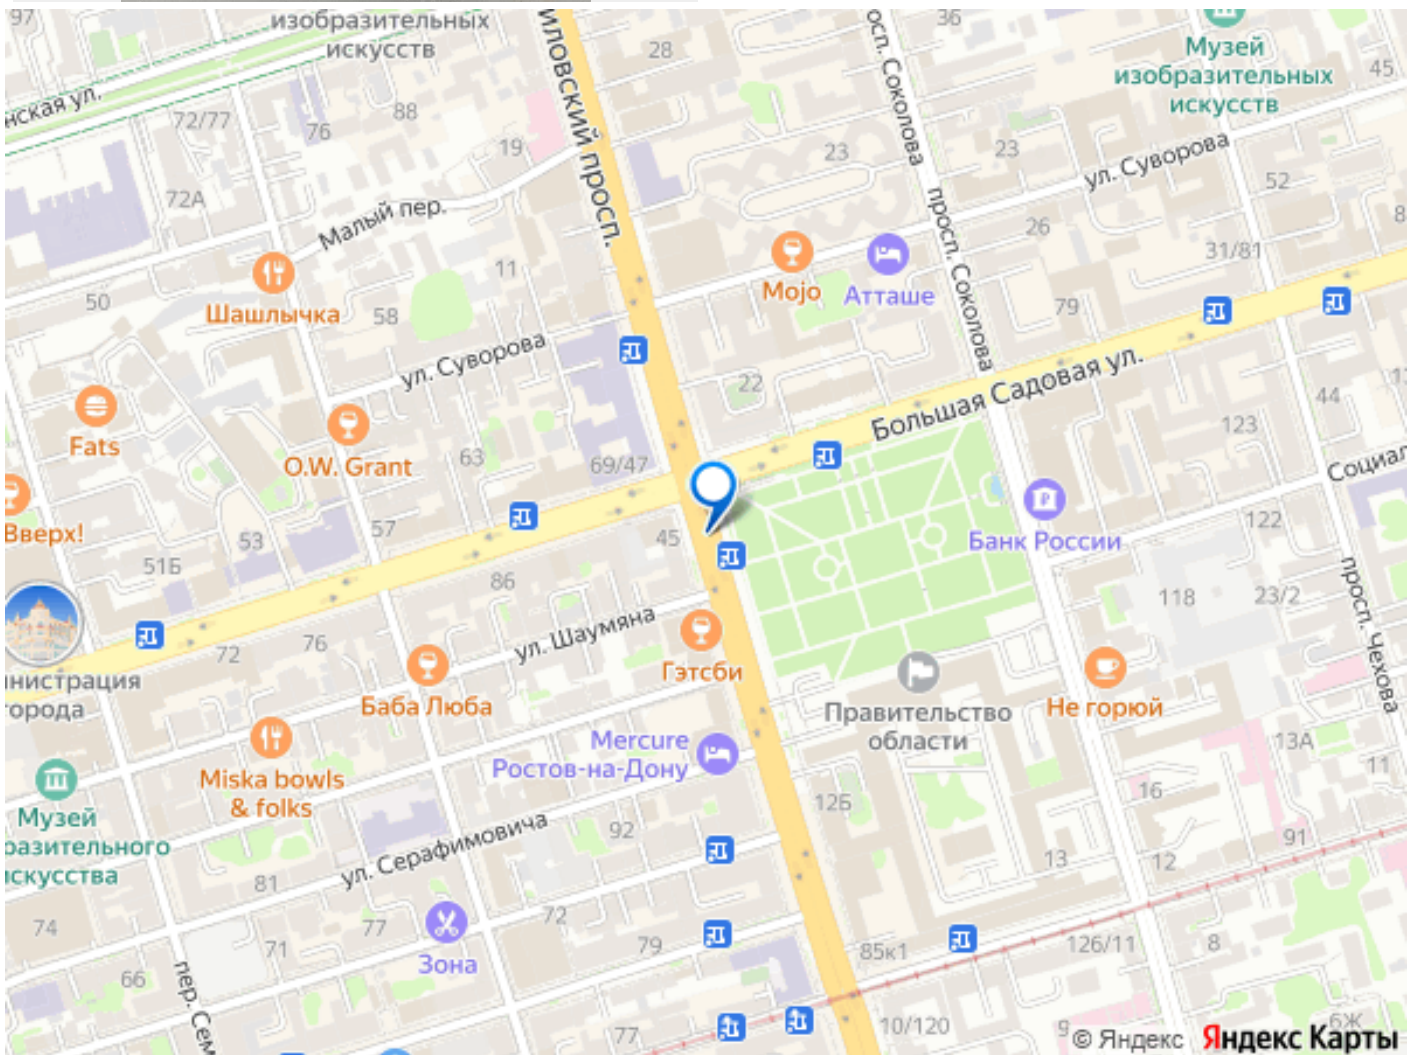 97
изобразительных
искусств
28
36
Музей
изобразительных
искусств
45
нская ул.
72/77
76
88
19
иловский просп.
осп. Соколова
23
23
ул. Суворова
52
72А
Малый пер.
просп. Соколова
26
8
31/81
11
Mojo
Атташе
50
Шашлычка
58
79
ул. Суворова
22
Большая Садовая ул.
44
Fats
O.W. Grant
63
69/47
123
Социал
Вверх!
53
57
45
Банк России
122
51Б
86
118
23/2
просп. Чехова
72
76
ул. Шаумяна
Гэтсби
нистрация
орода
Баба Люба
Правительство
области
Не горюй
Mercure
Ростов-на-Дону
13А
11
Miska bowls
& folks
Музей
разительного
скусства
ул. Серафимовича
92
12Б
16
91
13
12
81
74
71
77
72
79
Зона
85к1
126/11
8
66
пер. Сем
77
10/120
9
6Ж
© Яндекс Яндекс Карты